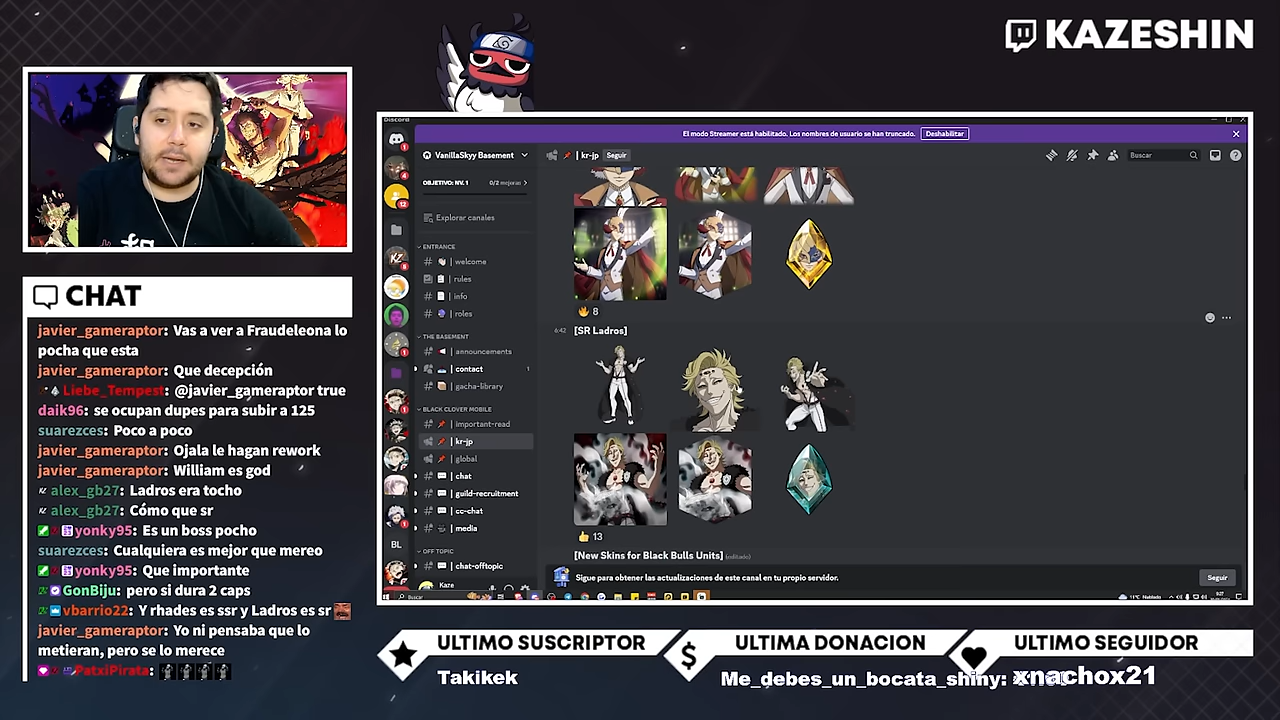 KAZESHIN
Discord
El modo Streamer está habilitado. Los nombres de usuario se han truncado.
Deshabilitar
VanillaSkyy Basement
| kr-jp
Seguir
Buscar
OBJETIVO: NV. 1
0/2 mejoras
Explorar canales
ENTRANCE
| welcome
| rules
| info
| roles
THE BASEMENT
| announcements
| contact
1
| gacha-library
BLACK CLOVER MOBILE
| important-read
| kr-jp
| global
| chat
| guild-recruitment
| cc-chat
| media
OFF TOPIC
| chat-offtopic
Kaze
KZ
BL
8
6:42
[SR Ladros]
13
[New Skins for Black Bulls Units] (editado)
Sigue para obtener las actualizaciones de este canal en tu propio servidor.
Seguir
Buscar
11°C Nublado
9:27
CHAT
javier_gameraptor: Vas a ver a Fraudeleona lo
pocha que esta
javier_gameraptor: Que decepción
Liebe_Tempest: @javier_gameraptor true
daik96: se ocupan dupes para subir a 125
suarezces: Poco a poco
javier_gameraptor: Ojala le hagan rework
javier_gameraptor: William es god
alex_gb27: Ladros era tocho
alex_gb27: Cómo que sr
yonky95: Es un boss pocho
suarezces: Cualquiera es mejor que mereo
yonky95: Que importante
GonBiju: pero si dura 2 caps
vbarrio22: Y rhades es ssr y Ladros es sr
javier_gameraptor: Yo ni pensaba que lo
metieran, pero se lo merece
PatxiPirata:
ULTIMO SUSCRIPTOR
Takikek
ULTIMA DONACION
Me_debes_un_bocata_shiny:
ULTIMO SEGUIDOR
xnachox21